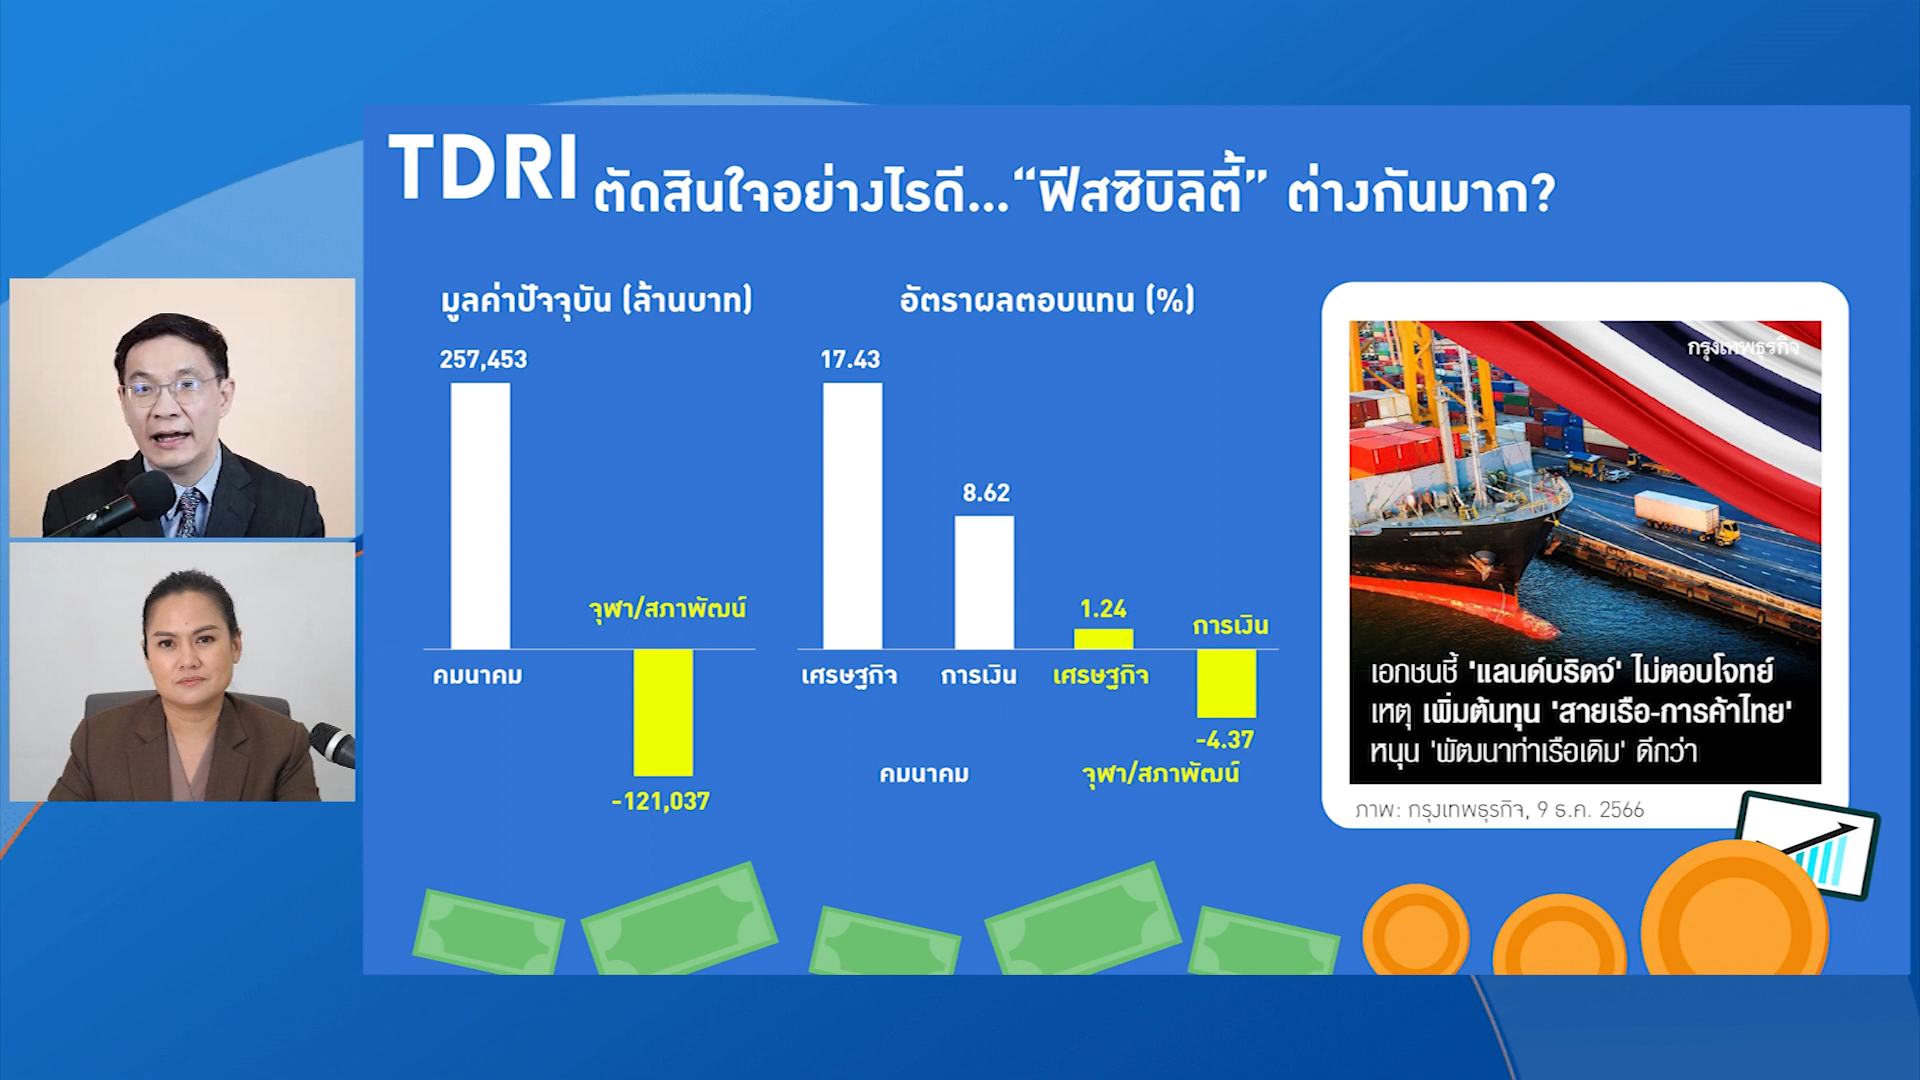 TDRI ตัดสินใจอย่างไรดี...“ฟีสซิบิลิตี้” ต่างกันมาก?
มูลค่าปัจจุบัน (ล้านบาท)
257,453
จุฬา/สภาพัฒน์
คมนาคม
-121,037
อัตราผลตอบแทน (%)
17.43
8.62
1.24
การเงิน
เศรษฐกิจ
การเงิน
เศรษฐกิจ
-4.37
คมนาคม
จุฬา/สภาพัฒน์
กรุงเทพธุรกิจ
เอกชนชี้ 'แลนด์บริดจ์' ไม่ตอบโจทย์
เหตุ เพิ่มต้นทุน 'สายเรือ-การค้าไทย'
หนุน 'พัฒนาท่าเรือเดิม' ดีกว่า
ภาพ: กรุงเทพธุรกิจ, 9 ธ.ค. 2566